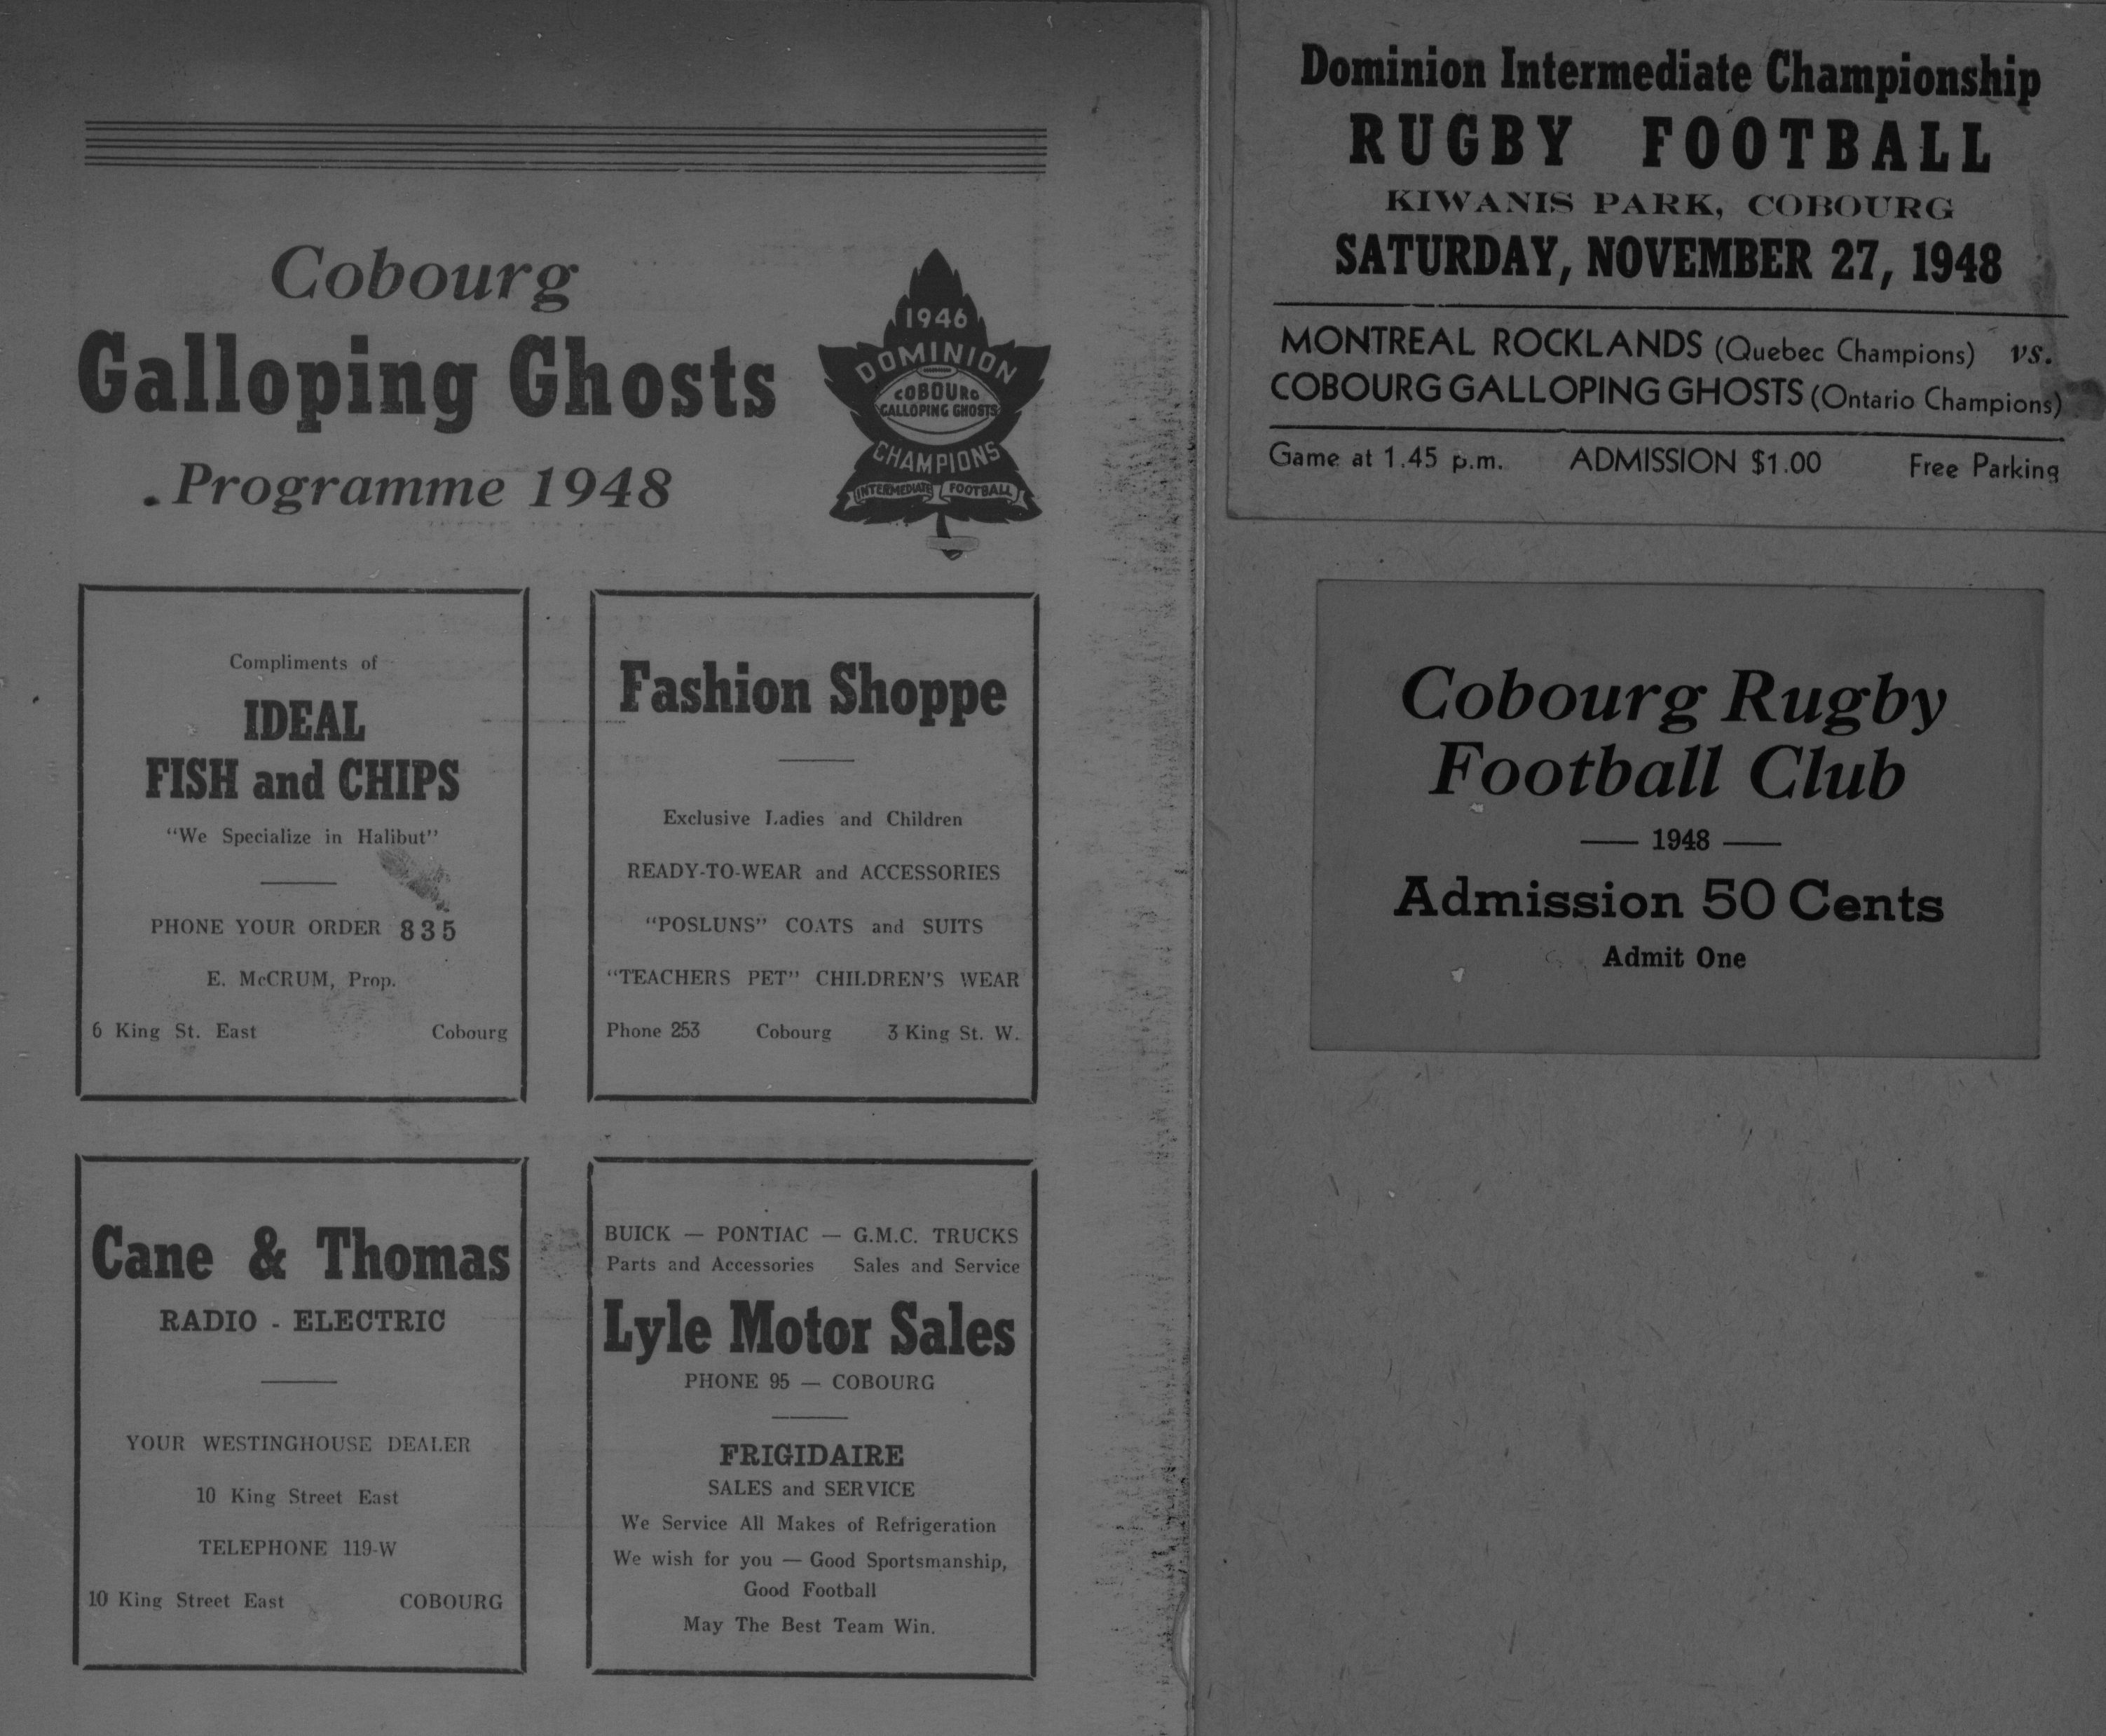 Cobourg
Galloping Ghosts
Programme 1948
1946
DOMINION
COBOURG
GALLOPING GHOSTS
CHAMPIONS
INTERMEDIATE FOOTBALL
Compliments of
IDEAL
FISH and CHIPS
"We Specialize in Halibut"
PHONE YOUR ORDER 835
E. McCRUM, Prop.
6 King St. East Cobourg
Fashion Shoppe
Exclusive Ladies and Children
READY-TO-WEAR and ACCESSORIES
"POSLUNS" COATS and SUITS
"TEACHERS PET" CHILDREN'S WEAR
Phone 253 Cobourg 3 King St. W.
Cane & Thomas
RADIO - ELECTRIC
YOUR WESTINGHOUSE DEALER
10 King Street East
TELEPHONE 119-W
10 King Street East COBOURG
BUICK — PONTIAC — G.M.C. TRUCKS
Parts and Accessories Sales and Service
Lyle Motor Sales
PHONE 95 — COBOURG
FRIGIDAIRE
SALES and SERVICE
We Service All Makes of Refrigeration
We wish for you — Good Sportsmanship,
Good Football
May The Best Team Win.
Dominion Intermediate Championship
RUGBY FOOTBALL
KIWANIS PARK, COBOURG
SATURDAY, NOVEMBER 27, 1948
MONTREAL ROCKLANDS (Quebec Champions) vs.
COBOURG GALLOPING GHOSTS (Ontario Champions)
Game at 1.45 p.m. ADMISSION $1.00 Free Parking
Cobourg Rugby
Football Club
— 1948 —
Admission 50 Cents
Admit One